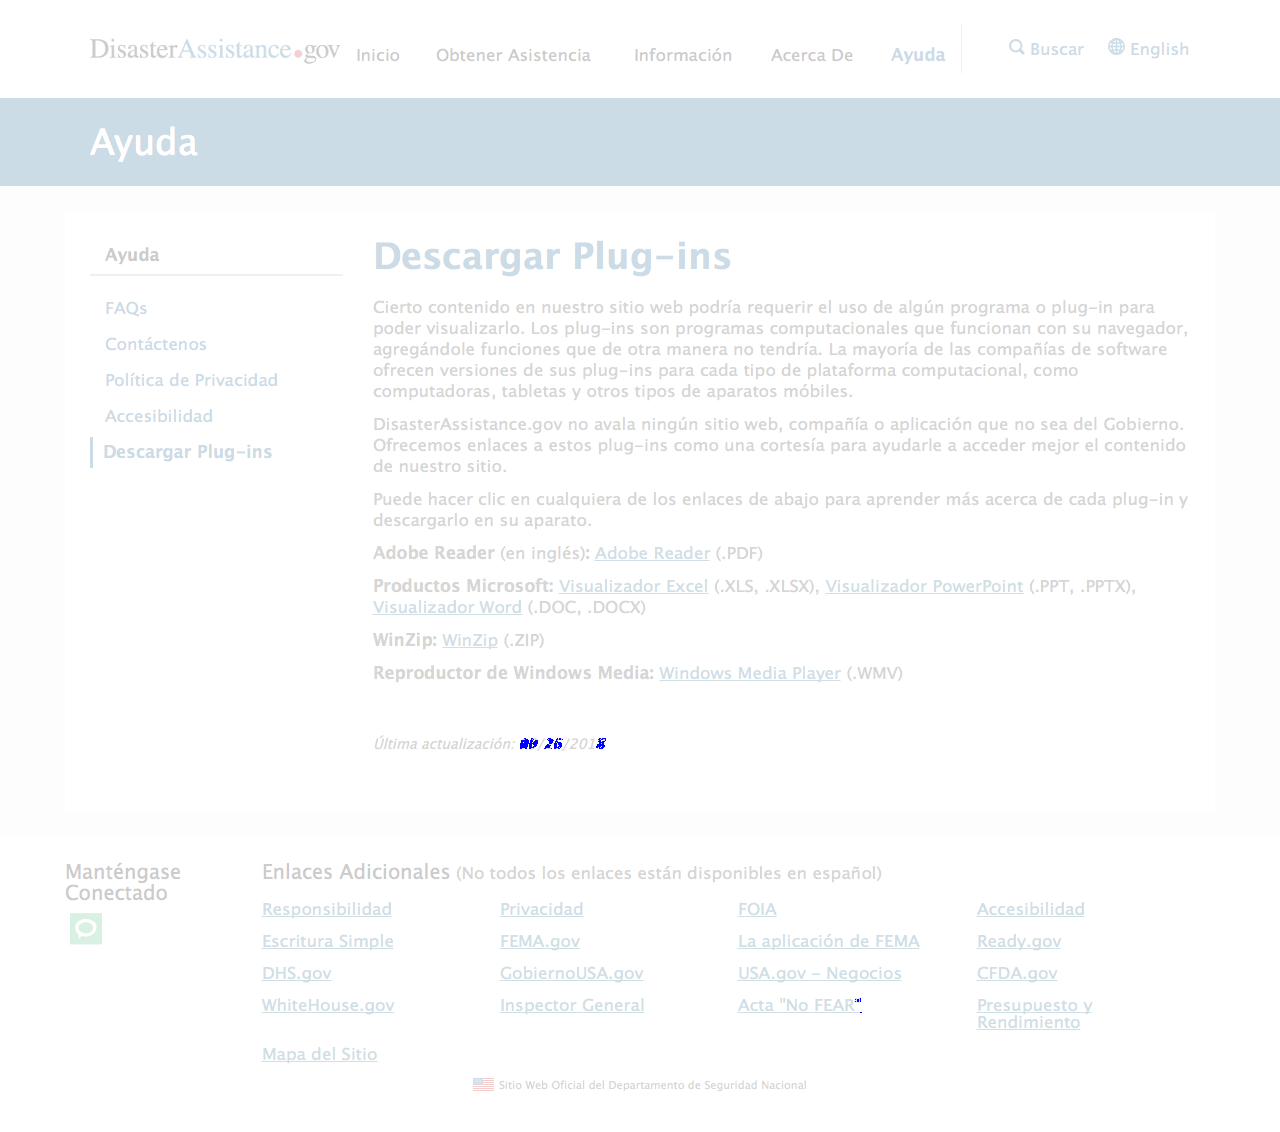 DisasterAssistance.gov
Inicio Obtener Asistencia Información Acerca De Ayuda Buscar English
Ayuda
Ayuda
FAQs
Contáctenos
Política de Privacidad
Accesibilidad
Descargar Plug-ins
Descargar Plug-ins
Cierto contenido en nuestro sitio web podría requerir el uso de algún programa o plug-in para
poder visualizarlo. Los plug-ins son programas computacionales que funcionan con su navegador,
agregándole funciones que de otra manera no tendría. La mayoría de las compañías de software
ofrecen versiones de sus plug-ins para cada tipo de plataforma computacional, como
computadoras, tabletas y otros tipos de aparatos móbiles.
DisasterAssistance.gov no avala ningún sitio web, compañía o aplicación que no sea del Gobierno.
Ofrecemos enlaces a estos plug-ins como una cortesía para ayudarle a acceder mejor el contenido
de nuestro sitio.
Puede hacer clic en cualquiera de los enlaces de abajo para aprender más acerca de cada plug-in y
descargarlo en su aparato.
Adobe Reader (en inglés): Adobe Reader (.PDF)
Productos Microsoft: Visualizador Excel (.XLS, .XLSX), Visualizador PowerPoint (.PPT, .PPTX),
Visualizador Word (.DOC, .DOCX)
WinZip: WinZip (.ZIP)
Reproductor de Windows Media: Windows Media Player (.WMV)
Última actualización:
Manténgase
Conectado
Enlaces Adicionales (No todos los enlaces están disponibles en español)
Responsibilidad Privacidad FOIA Accesibilidad
Escritura Simple FEMA.gov La aplicación de FEMA Ready.gov
DHS.gov GobiernoUSA.gov USA.gov - Negocios CFDA.gov
WhiteHouse.gov Inspector General Acta "No FEAR" Presupuesto y
Rendimiento
Mapa del Sitio
Sitio Web Oficial del Departamento de Seguridad Nacional